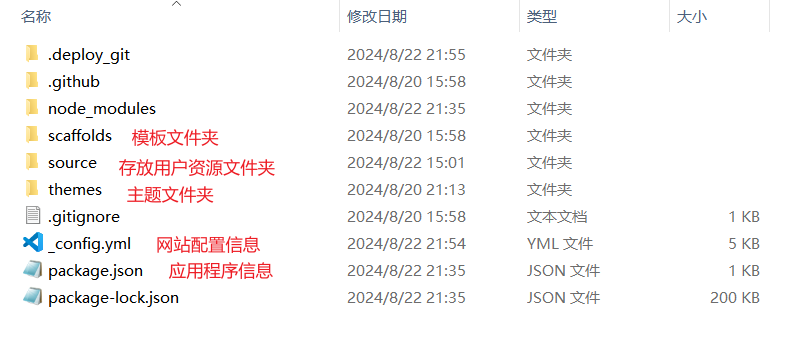 名称 修改日期 类型 大小
.deploy_git 2024/8/22 21:55 文件夹
.github 2024/8/20 15:58 文件夹
node_modules 2024/8/22 21:35 文件夹
scaffolds 模板文件夹 2024/8/20 15:58 文件夹
source 存放用户资源文件夹 2024/8/22 15:01 文件夹
themes 主题文件夹 2024/8/20 21:13 文件夹
.gitignore 2024/8/20 15:58 文本文档 1 KB
_config.yml 网站配置信息 2024/8/22 21:54 YML 文件 5 KB
package.json 应用程序信息 2024/8/22 21:35 JSON 文件 1 KB
package-lock.json 2024/8/22 21:35 JSON 文件 200 KB